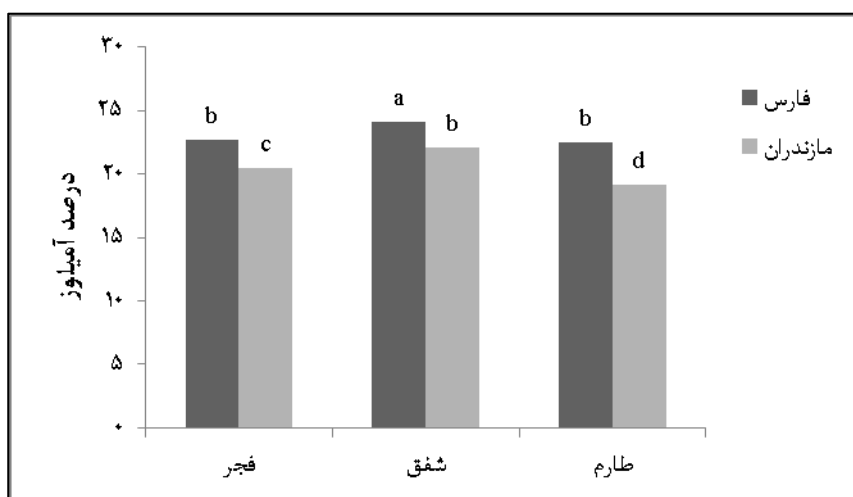 درصد آمیلوز
۳۰
۲۵
۲۰
۱۵
۱۰
۵
۰
b
c
a
b
b
d
فجر
شفق
طارم
فارس
مازندران